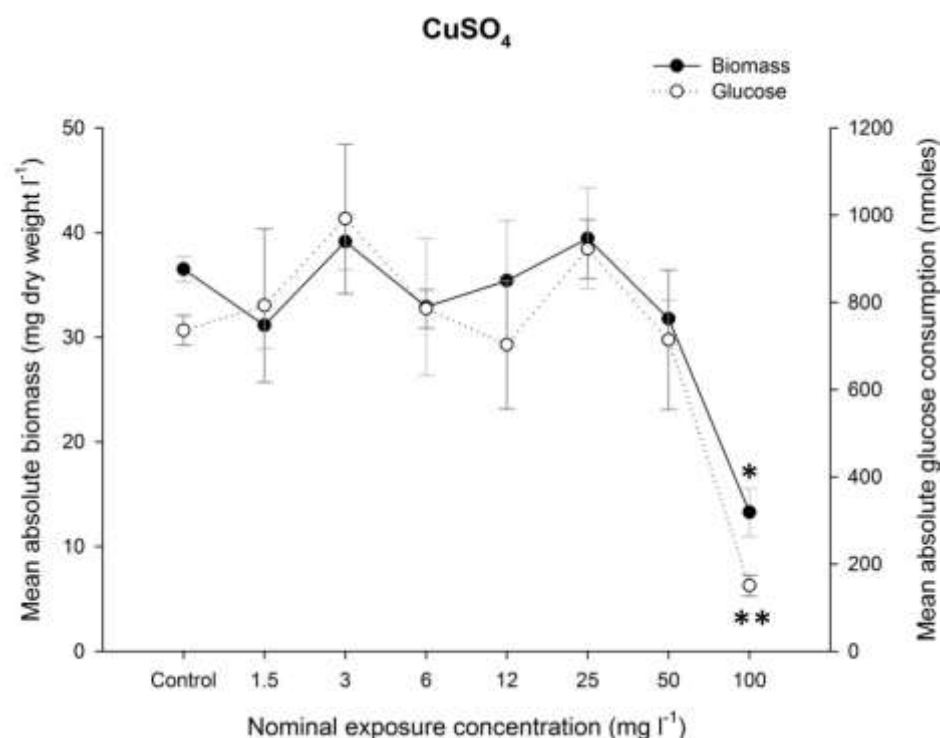 CuSO₄
Biomass
Glucose
Mean absolute biomass (mg dry weight l⁻¹)
50
40
30
20
10
0
1200
1000
800
600
400
200
0
Mean absolute glucose consumption (nmoles)
*
**
Control 1.5 3 6 12 25 50 100
Nominal exposure concentration (mg l⁻¹)